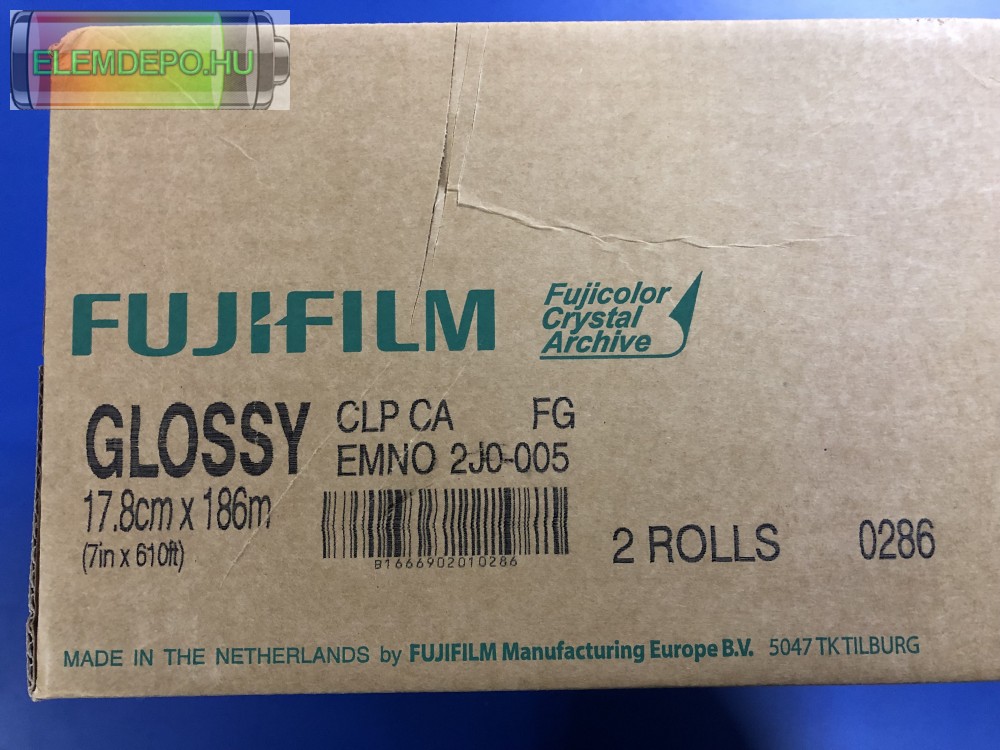 ELEMDEPO.HU
FUJIFILM
Fujicolor
Crystal
Archive
GLOSSY
CLP CA FG
EMNO 2J0-005
17.8cm x 186m
(7in x 610ft)
B1666902010286
2 ROLLS 0286
MADE IN THE NETHERLANDS by FUJIFILM Manufacturing Europe B.V. 5047 TK TILBURG